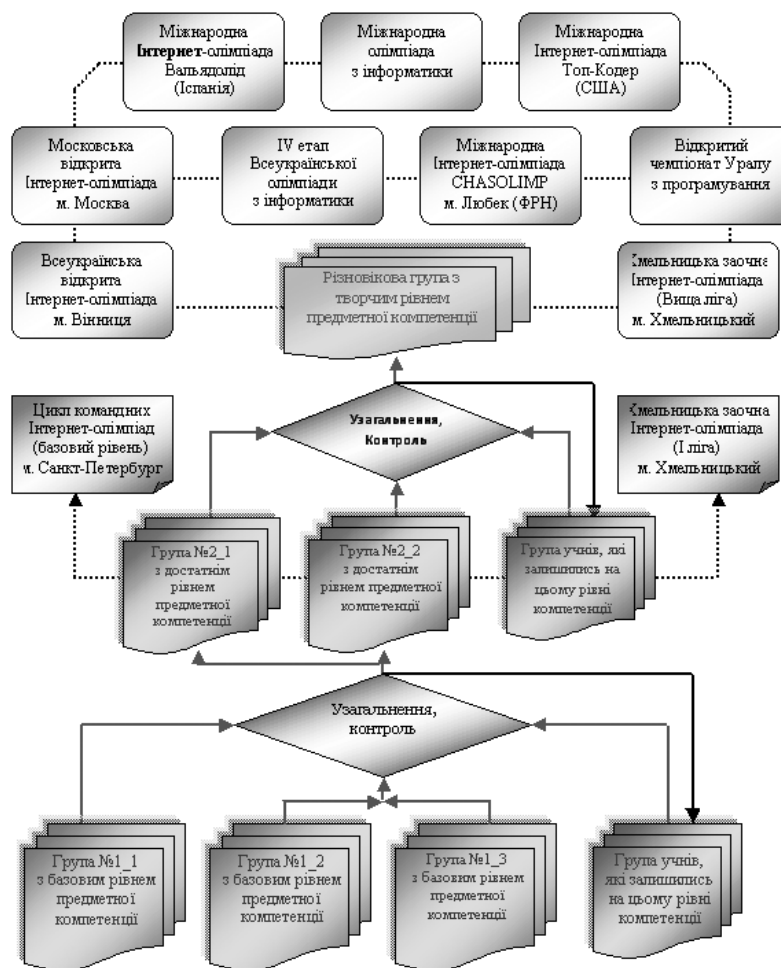 Міжнародна
Інтернет-олімпіада
Вальядолід
(Іспанія)
Міжнародна
олімпіада
з інформатики
Міжнародна
Інтернет-олімпіада
Топ-Кодер
(США)
Московська
відкрита
Інтернет-олімпіада
м. Москва
IV етап
Всеукраїнської
олімпіади
з інформатики
Міжнародна
Інтернет-олімпіада
CHASOLIMP
м. Любек (ФРН)
Відкритий
чемпіонат Уралу
з програмування
Всеукраїнська
відкрита
Інтернет-олімпіада
м. Вінниця
Різновікова група з
творчим рівнем
предметної компетенції
Хмельницька заочна
Інтернет-олімпіада
(Вища ліга)
м. Хмельницький
Цикл командних
Інтернет-олімпіад
(базовий рівень)
м. Санкт-Петербург
Узагальнення,
Контроль
Хмельницька заочна
Інтернет-олімпіада
(I ліга)
м. Хмельницький
Група №2_1
з достатнім
рівнем
предметної
компетенції
Група №2_2
з достатнім
рівнем предметної
компетенції
Група учнів, які
залишились на
цьому рівні
компетенції
Узагальнення,
контроль
Група №1_1
з базовим рівнем
предметної
компетенції
Група №1_2
з базовим рівнем
предметної
компетенції
Група №1_3
з базовим рівнем
предметної
компетенції
Група учнів,
які залишились
на цьому рівні
компетенції